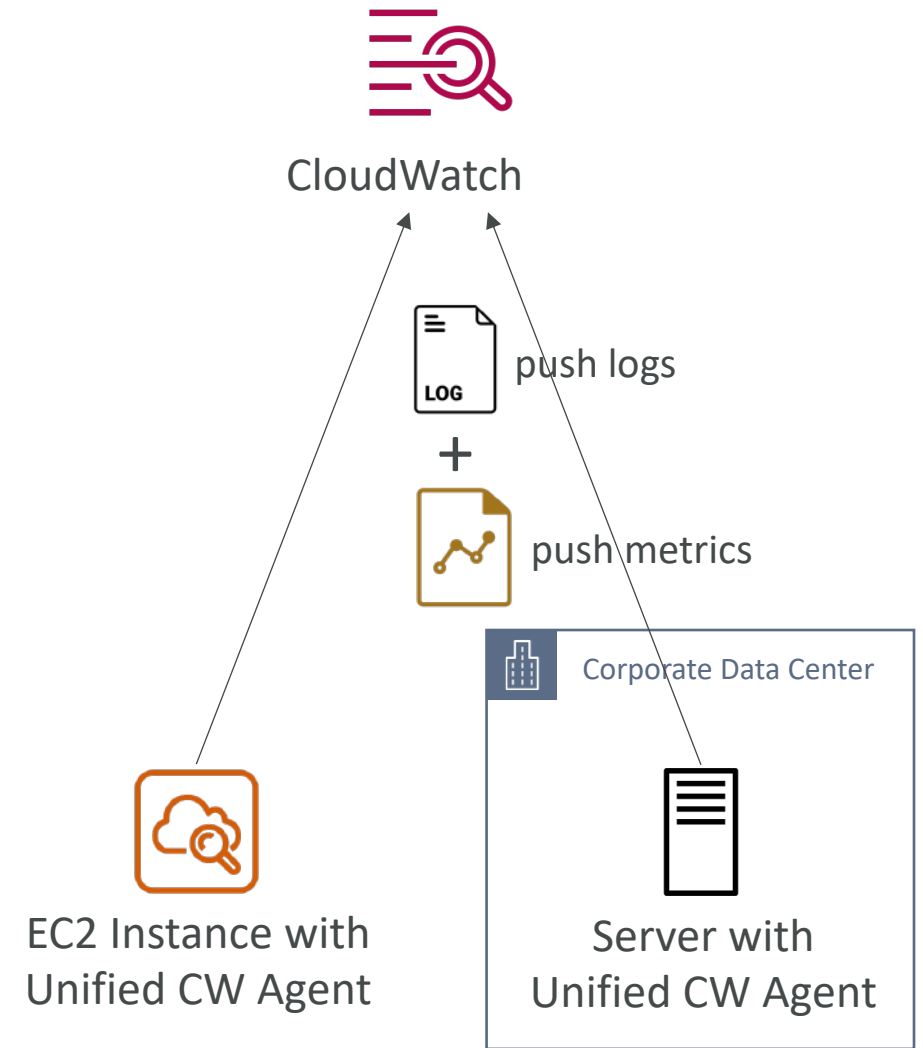 CloudWatch
LOG
push logs
+
push metrics
Corporate Data Center
EC2 Instance with
Unified CW Agent
Server with
Unified CW Agent